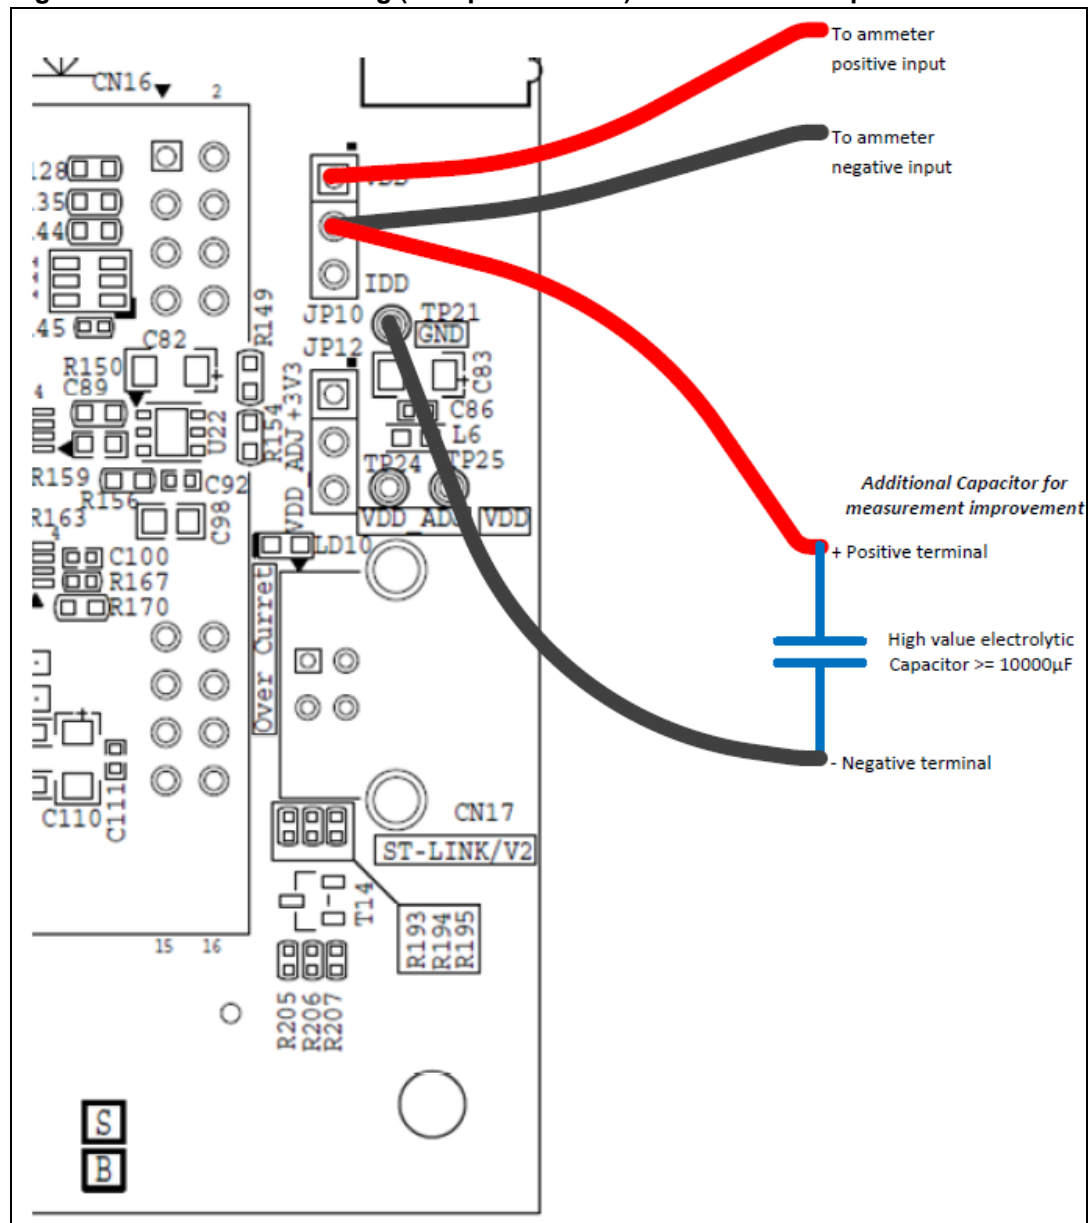 To ammeter
positive input
CN16
2
To ammeter
negative input
128
VDD
35
44
IDD
JP10
R149
TP21
GND
45
C82
JP12
R150
C89
4
C83
ADJ +3V3
C86
U22
R154
L6
TP24
TP25
R159
C92
R156
Additional Capacitor for
measurement improvement
R163
4
C98
VDD
VDD_ADJ
VDD
LD10
+ Positive terminal
C100
R167
R170
Over Curret
High value electrolytic
Capacitor >= 10000µF
- Negative terminal
C110
C111
CN17
ST-LINK/V2
T14
R193
R194
R195
15 16
R205
R206
R207
S
B